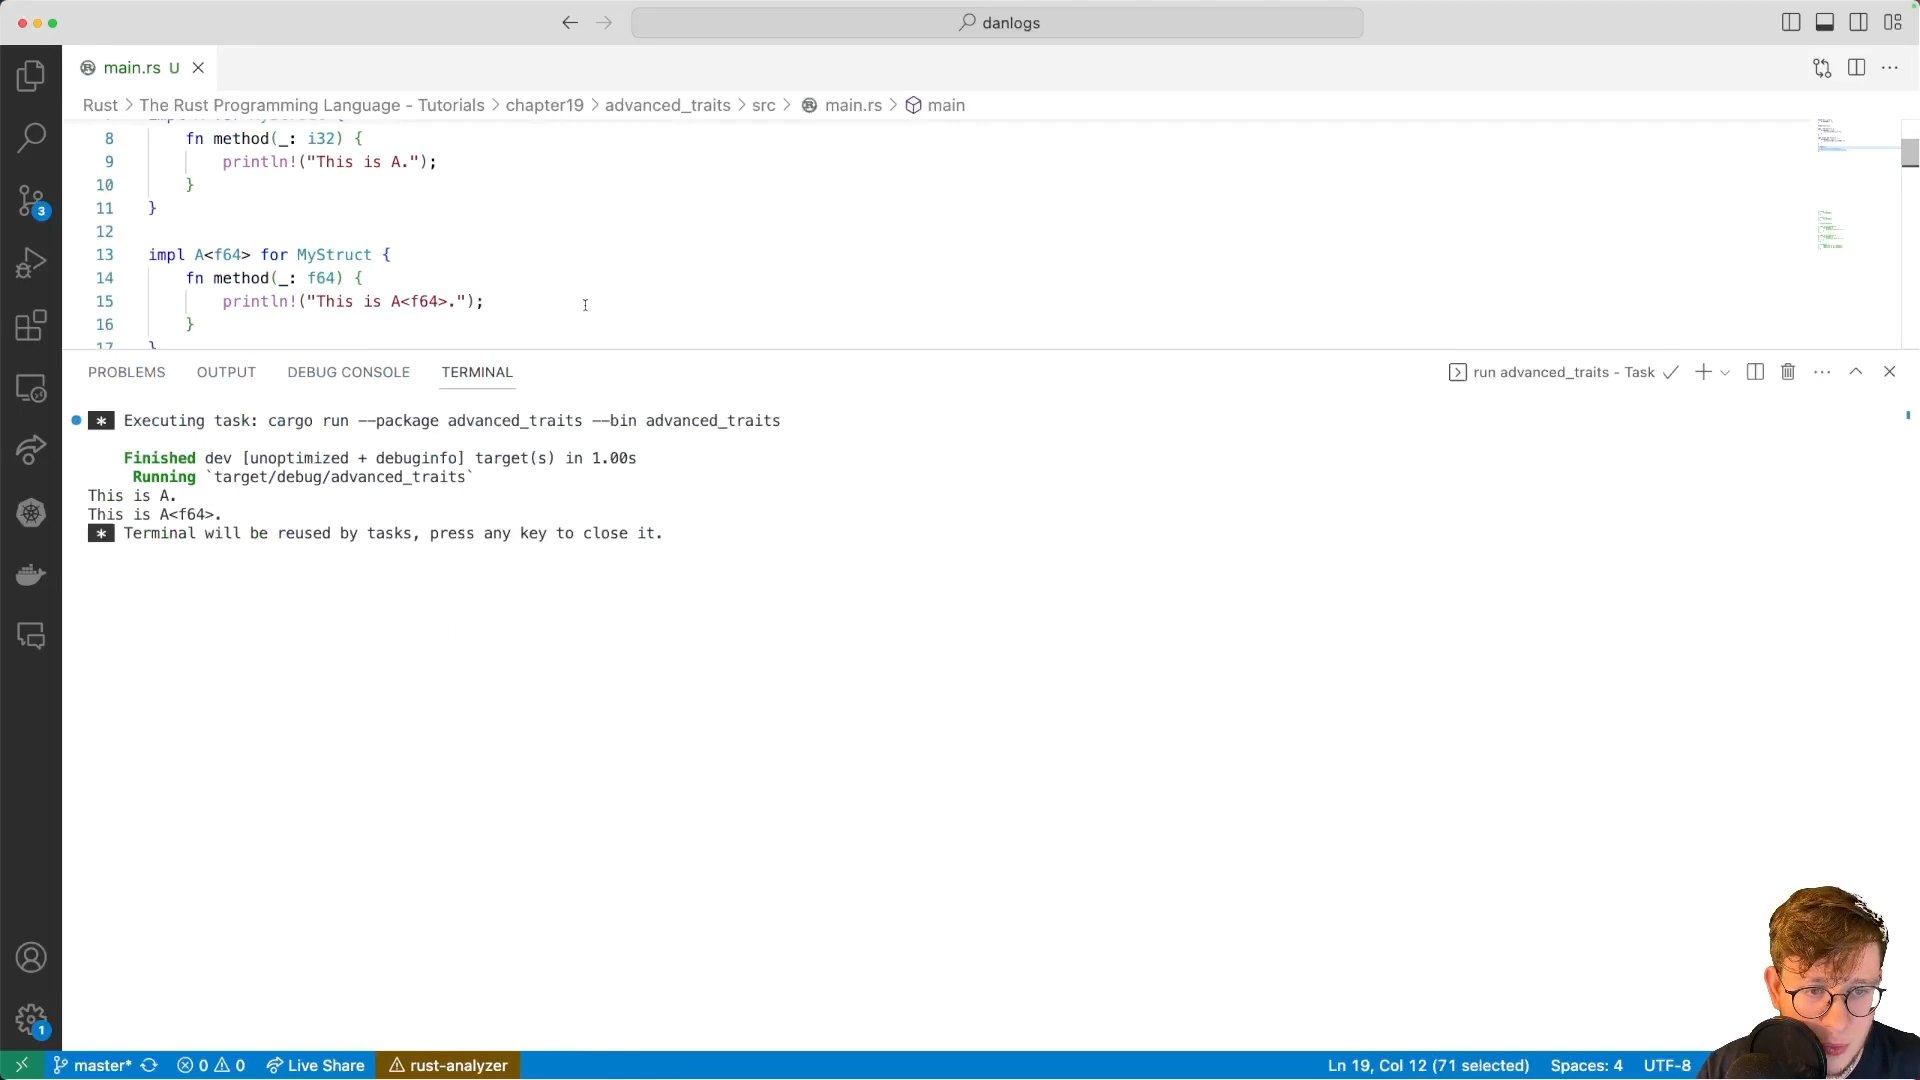 danlogs
main.rs U
Rust > The Rust Programming Language - Tutorials > chapter19 > advanced_traits > src > main.rs > main
8 fn method(_: i32) {
9 println!("This is A.");
10 }
11 }
12
13 impl A<f64> for MyStruct {
14 fn method(_: f64) {
15 println!("This is A<f64>.");
16 }
17 }
PROBLEMS OUTPUT DEBUG CONSOLE TERMINAL run advanced_traits - Task
* Executing task: cargo run --package advanced_traits --bin advanced_traits
Finished dev [unoptimized + debuginfo] target(s) in 1.00s
Running `target/debug/advanced_traits`
This is A.
This is A<f64>.
* Terminal will be reused by tasks, press any key to close it.
3
1
master* 0 0 Live Share rust-analyzer Ln 19, Col 12 (71 selected) Spaces: 4 UTF-8